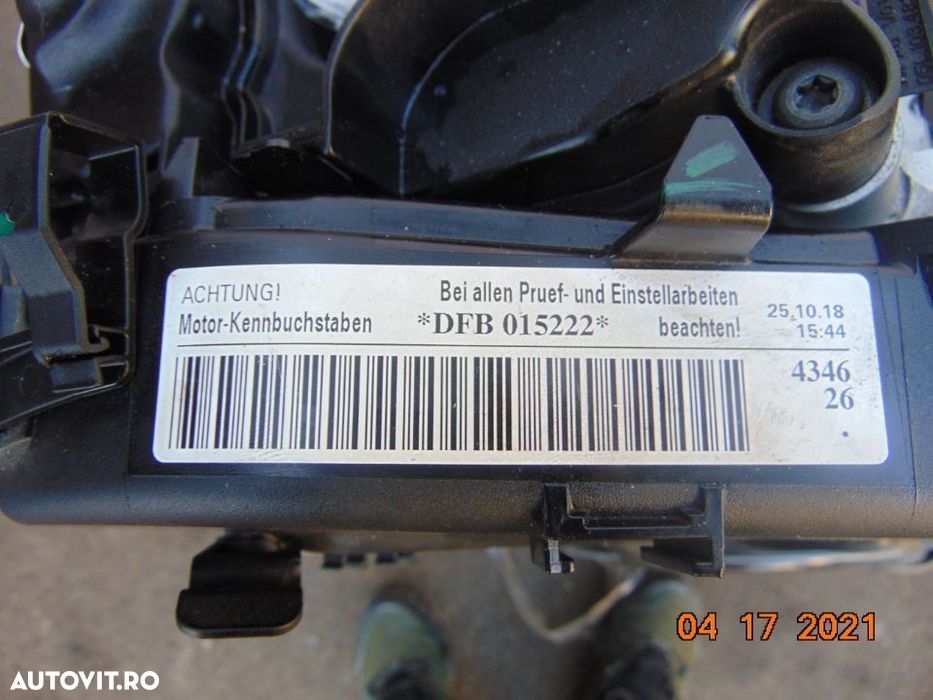 ACHTUNG!
Bei allen Pruef- und Einstellarbeiten
25.10.18
Motor-Kennbuchstaben
*DFB 015222*
beachten!
15:44
4346
26
.
04 17 2021
AUTOVIT.RO